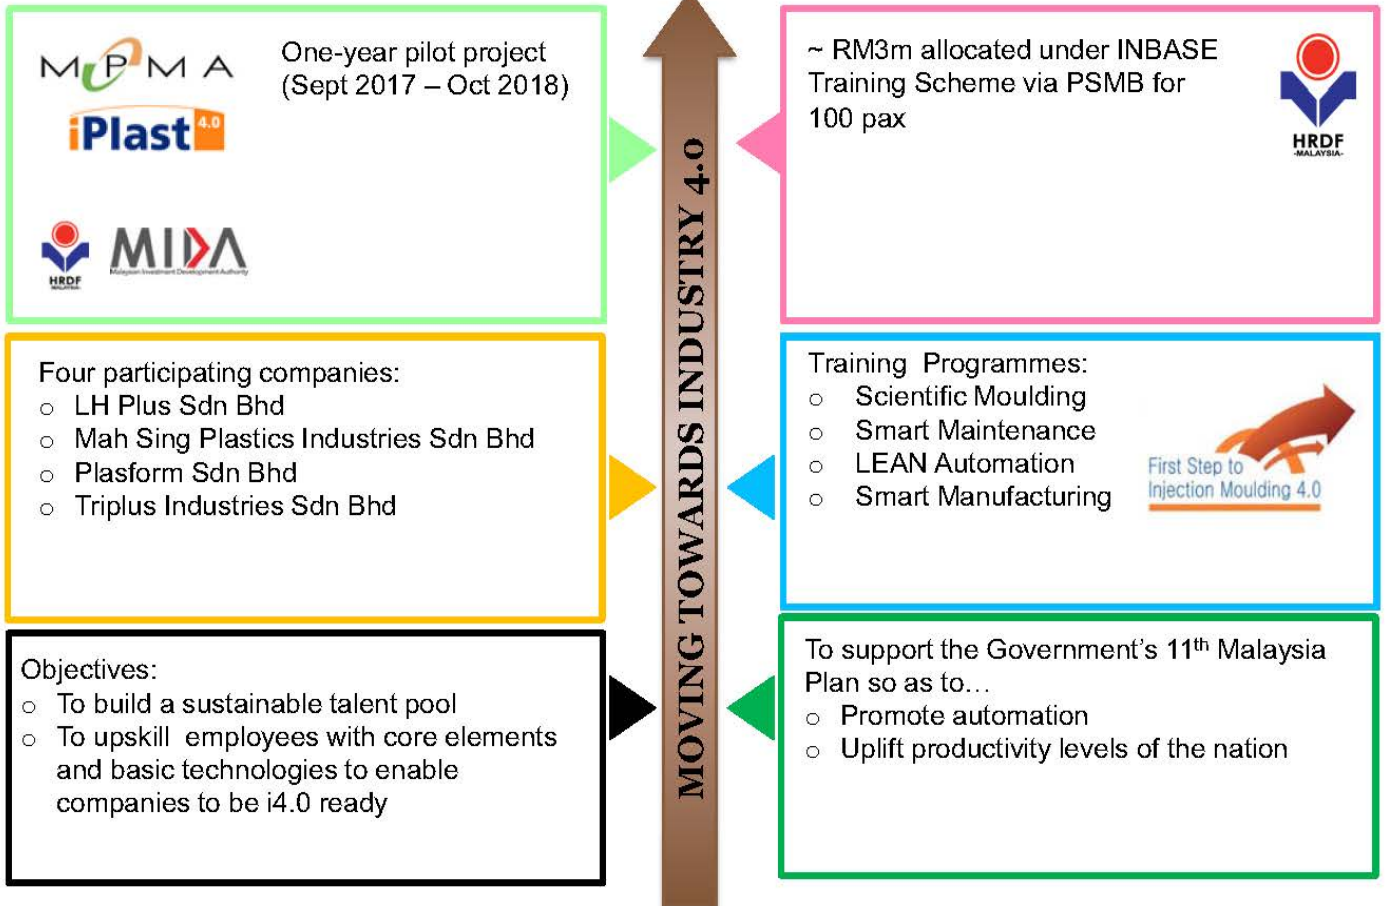 MPMA
iPlast 4.0
One-year pilot project
(Sept 2017 – Oct 2018)
HRDF
MALAYSIA
MIDA
Malaysian Investment Development Authority
~ RM3m allocated under INBASE
Training Scheme via PSMB for
100 pax
HRDF
-MALAYSIA-
MOVING TOWARDS INDUSTRY 4.0
Four participating companies:
o LH Plus Sdn Bhd
o Mah Sing Plastics Industries Sdn Bhd
o Plasform Sdn Bhd
o Triplus Industries Sdn Bhd
Training Programmes:
o Scientific Moulding
o Smart Maintenance
o LEAN Automation
o Smart Manufacturing
First Step to
Injection Moulding 4.0
Objectives:
o To build a sustainable talent pool
o To upskill employees with core elements
and basic technologies to enable
companies to be i4.0 ready
To support the Government’s 11th Malaysia
Plan so as to…
o Promote automation
o Uplift productivity levels of the nation